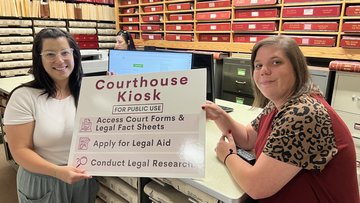 Courthouse
Kiosk
FOR PUBLIC USE
Access Court Forms &
Legal Fact Sheets
Apply for Legal Aid
Conduct Legal Research